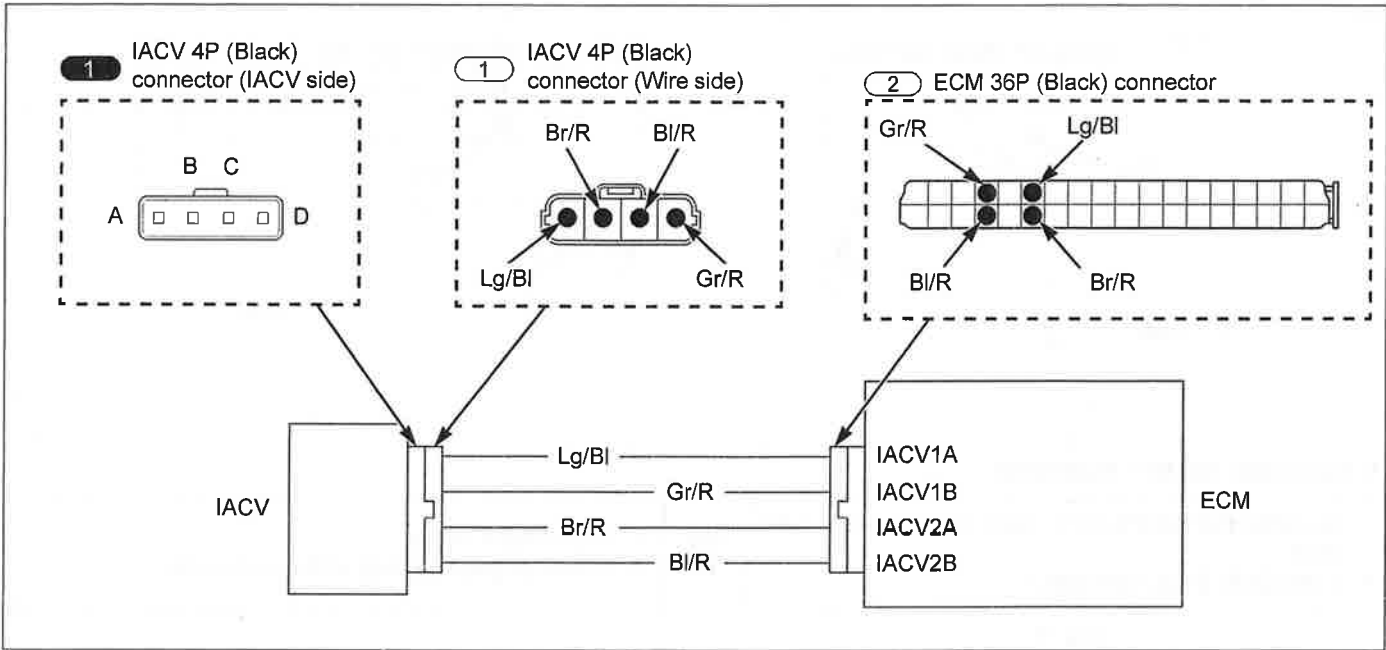 1 IACV 4P (Black)
connector (IACV side)
B C
A D
1 IACV 4P (Black)
connector (Wire side)
Br/R Bl/R
Lg/Bl Gr/R
2 ECM 36P (Black) connector
Gr/R Lg/Bl
Bl/R Br/R
IACV
Lg/Bl
Gr/R
Br/R
Bl/R
IACV1A
IACV1B
IACV2A
IACV2B
ECM